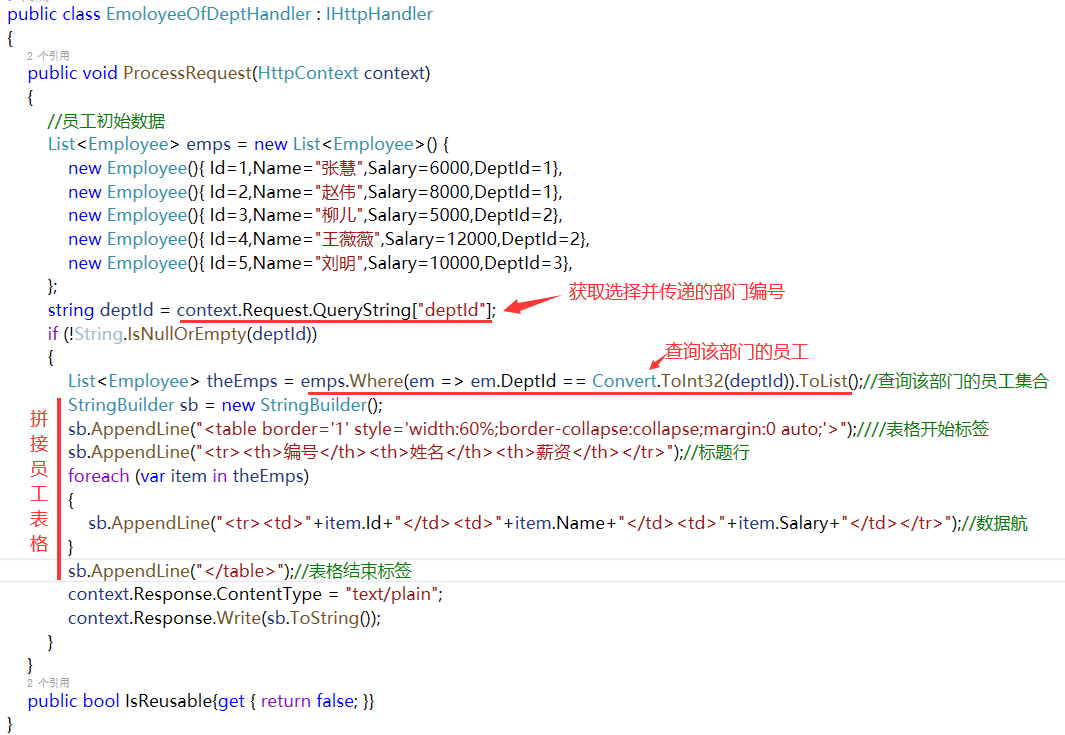 public class EmoloyeeOfDeptHandler : IHttpHandler
{
2 个引用
public void ProcessRequest(HttpContext context)
{
//员工初始数据
List<Employee> emps = new List<Employee>() {
new Employee(){ Id=1,Name="张慧",Salary=6000,DeptId=1},
new Employee(){ Id=2,Name="赵伟",Salary=8000,DeptId=1},
new Employee(){ Id=3,Name="柳儿",Salary=5000,DeptId=2},
new Employee(){ Id=4,Name="王薇薇",Salary=12000,DeptId=2},
new Employee(){ Id=5,Name="刘明",Salary=10000,DeptId=3},
};
获取选择并传递的部门编号
string deptId = context.Request.QueryString["deptId"];
if (!String.IsNullOrEmpty(deptId))
{
查询该部门的员工
List<Employee> theEmps = emps.Where(em => em.DeptId == Convert.ToInt32(deptId)).ToList();//查询该部门的员工集合
StringBuilder sb = new StringBuilder();
拼接员工表格
sb.AppendLine("<table border='1' style='width:60%;border-collapse:collapse;margin:0 auto;'>");////表格开始标签
sb.AppendLine("<tr><th>编号</th><th>姓名</th><th>薪资</th></tr>");//标题行
foreach (var item in theEmps)
{
sb.AppendLine("<tr><td>"+item.Id+"</td><td>"+item.Name+"</td><td>"+item.Salary+"</td></tr>");//数据航
}
sb.AppendLine("</table>");//表格结束标签
context.Response.ContentType = "text/plain";
context.Response.Write(sb.ToString());
}
}
2 个引用
public bool IsReusable{get { return false; }}
}